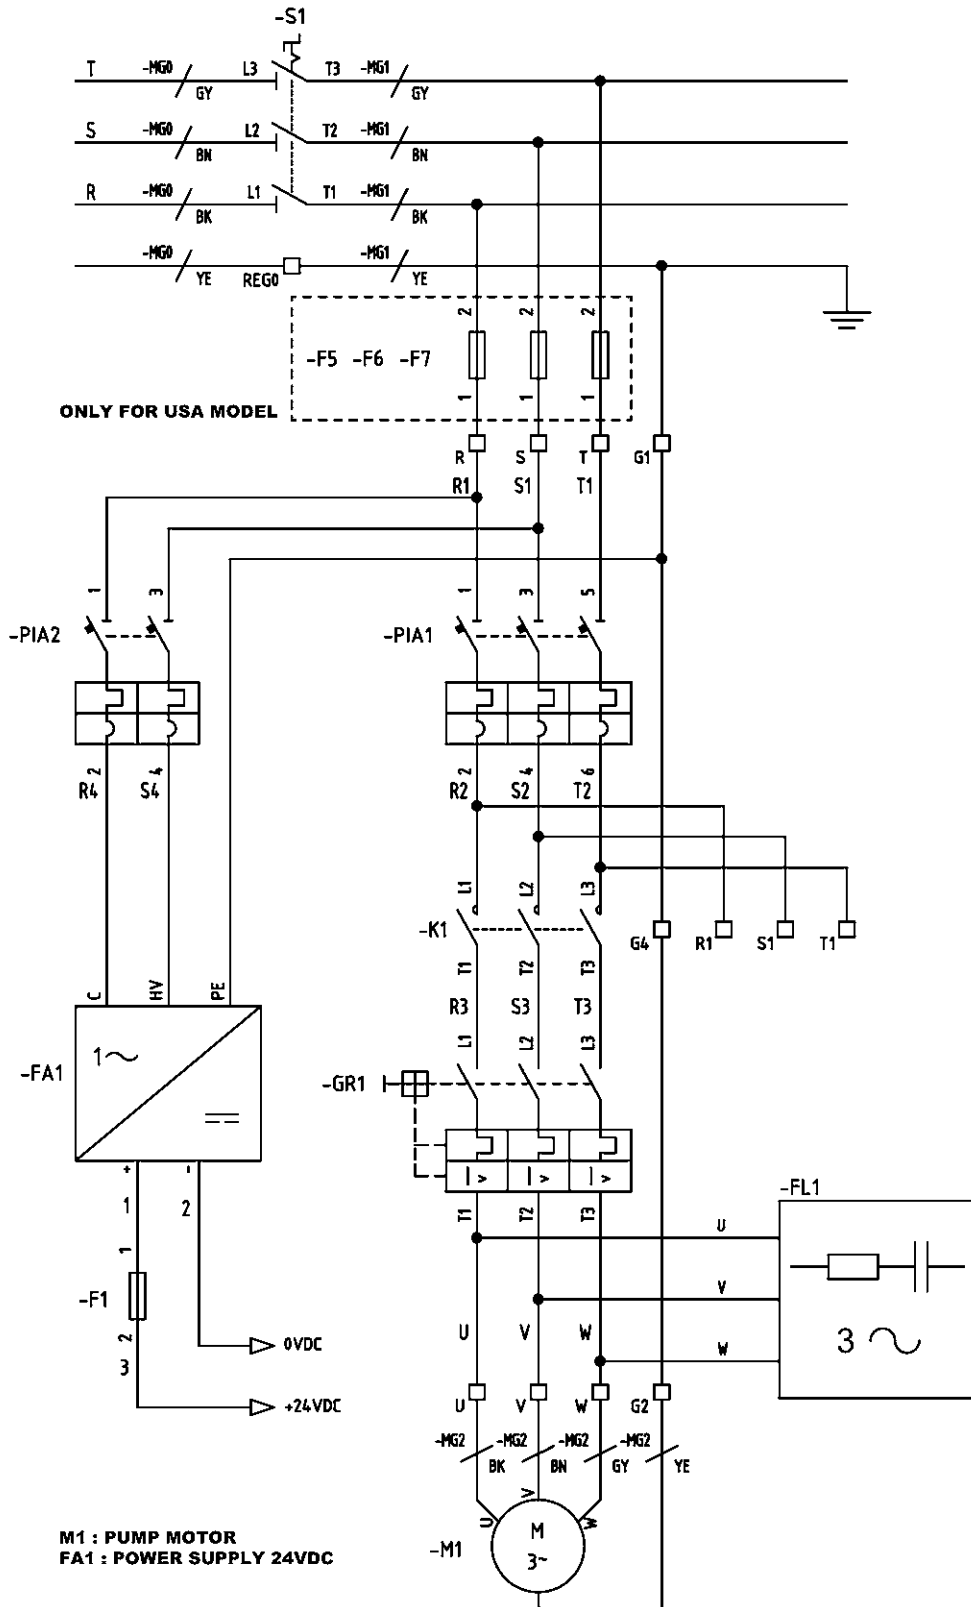 -S1
T -MG0 L3 T3 -MG1
GY GY
S -MG0 L2 T2 -MG1
BN BN
R -MG0 L1 T1 -MG1
BK BK
-MG0 -MG1
YE REG0 YE
2 2 2
-F5 -F6 -F7
1 1 1
ONLY FOR USA MODEL
R S T G1
R1 S1 T1
1 3 1 3 5
-PIA2 -PIA1
2 4 2 4 6
R4 S4 R2 S2 T2
L1 L2 L3
-K1
G4 R1 S1 T1
T1 T2 T3
C HV PE
R3 S3 T3
L1 L2 L3
1~
-FA1
-GR1
I> I> I>
+ -
1 2
T1 T2 T3
-FL1
U
1
-F1
V
2
3
0VDC
U V W
W
3 ~
+24VDC
U V W G2
-MG2 -MG2 -MG2 -MG2
BK BN GY YE
U V W
M
3~
-M1
M1 : PUMP MOTOR
FA1 : POWER SUPPLY 24VDC